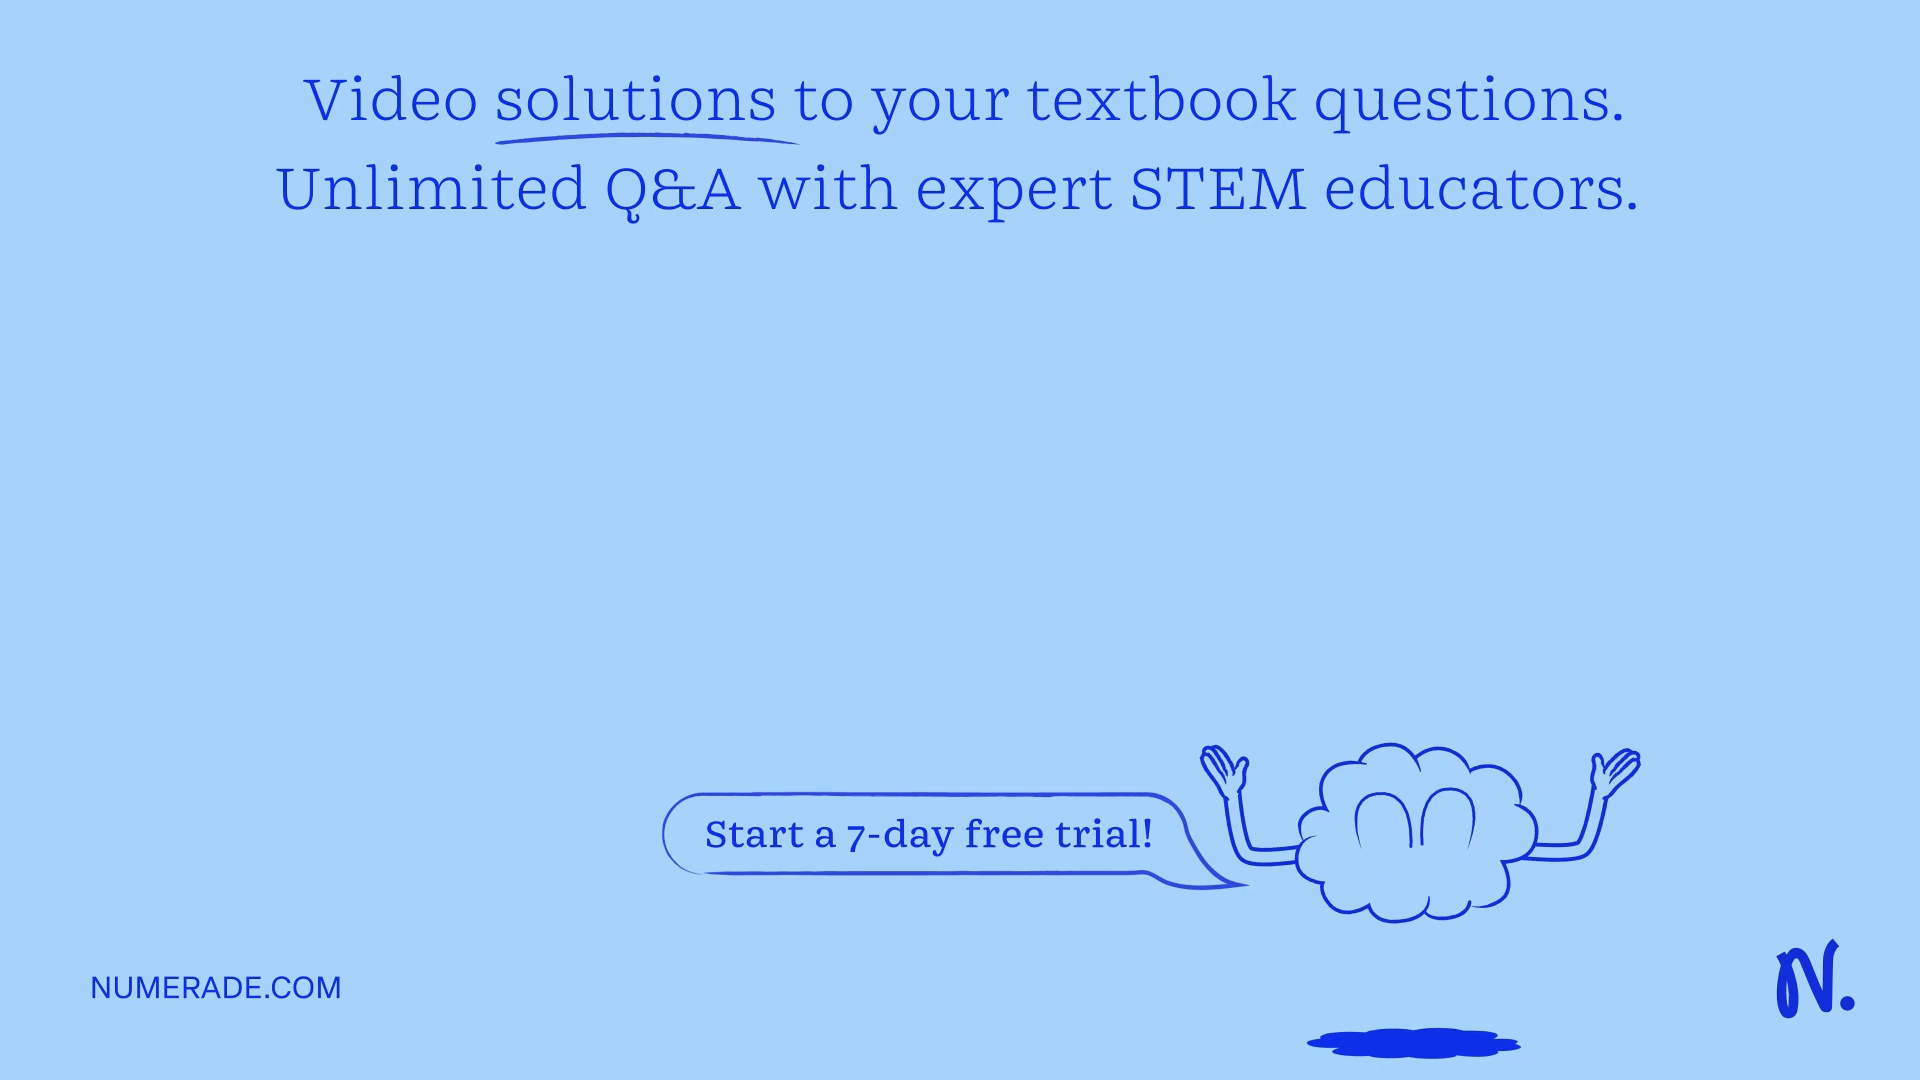 Video solutions to your textbook questions.
Unlimited Q&A with expert STEM educators.
Start a 7-day free trial!
NUMERADE.COM
N.